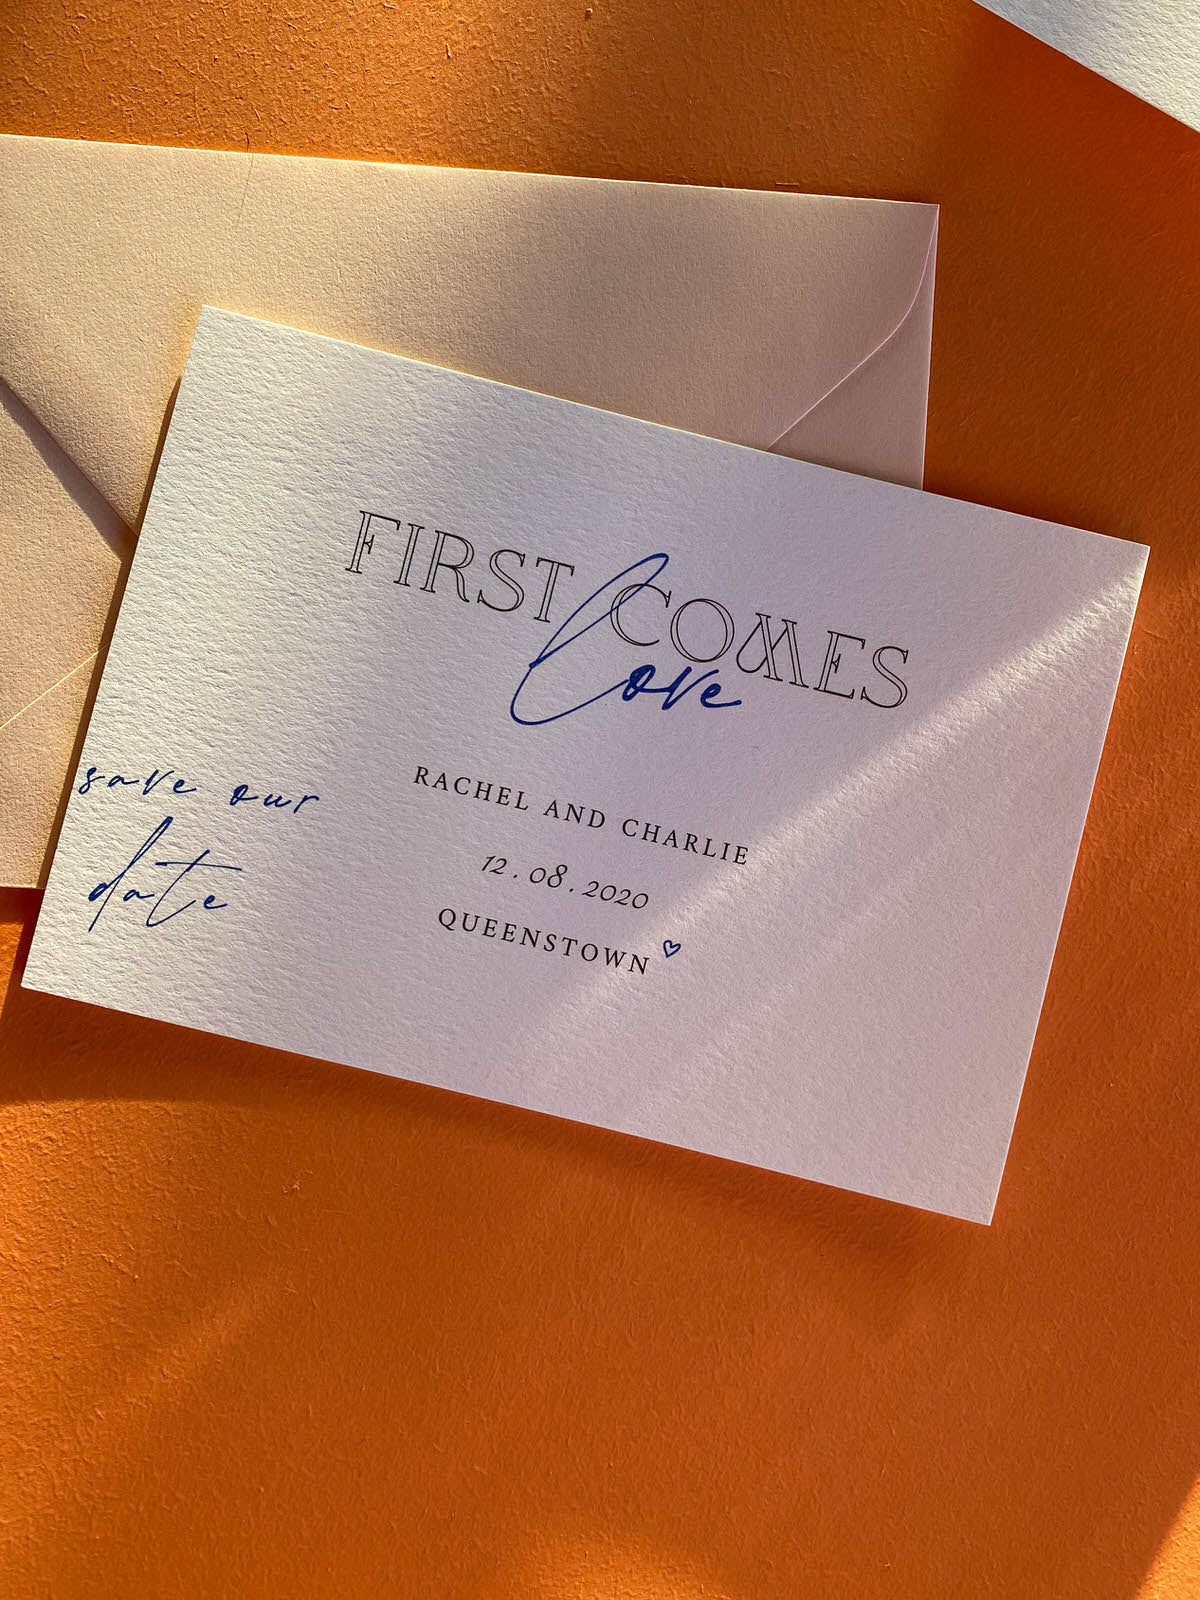 FIRST COMES
Love
save our
date
RACHEL AND CHARLIE
12.08.2020
QUEENSTOWN